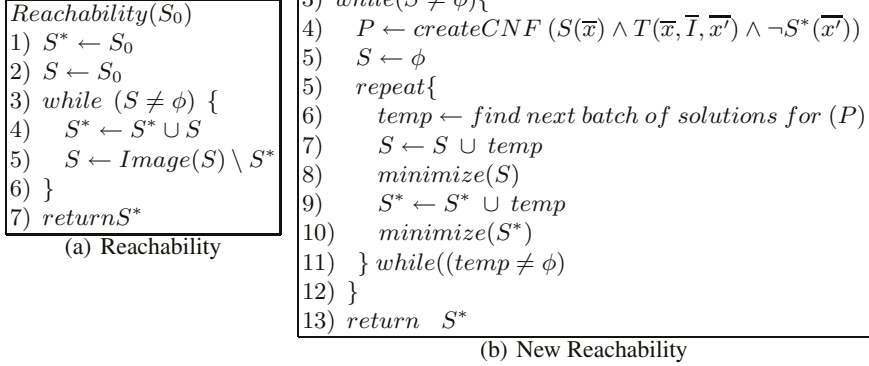 Reachability(S₀)
1) S* ← S₀
2) S ← S₀
3) while (S ≠ ϕ) {
4) S* ← S* ∪ S
5) S ← Image(S) \ S*
6) }
7) returnS*
(a) Reachability
3) while(S ≠ ϕ){
4) P ← createCNF (S(x̅) ∧ T(x̅, I̅, x̅'̅) ∧ ¬S*(x̅'̅))
5) S ← ϕ
5) repeat{
6) temp ← find next batch of solutions for (P)
7) S ← S ∪ temp
8) minimize(S)
9) S* ← S* ∪ temp
10) minimize(S*)
11) } while((temp ≠ ϕ)
12) }
13) return S*
(b) New Reachability